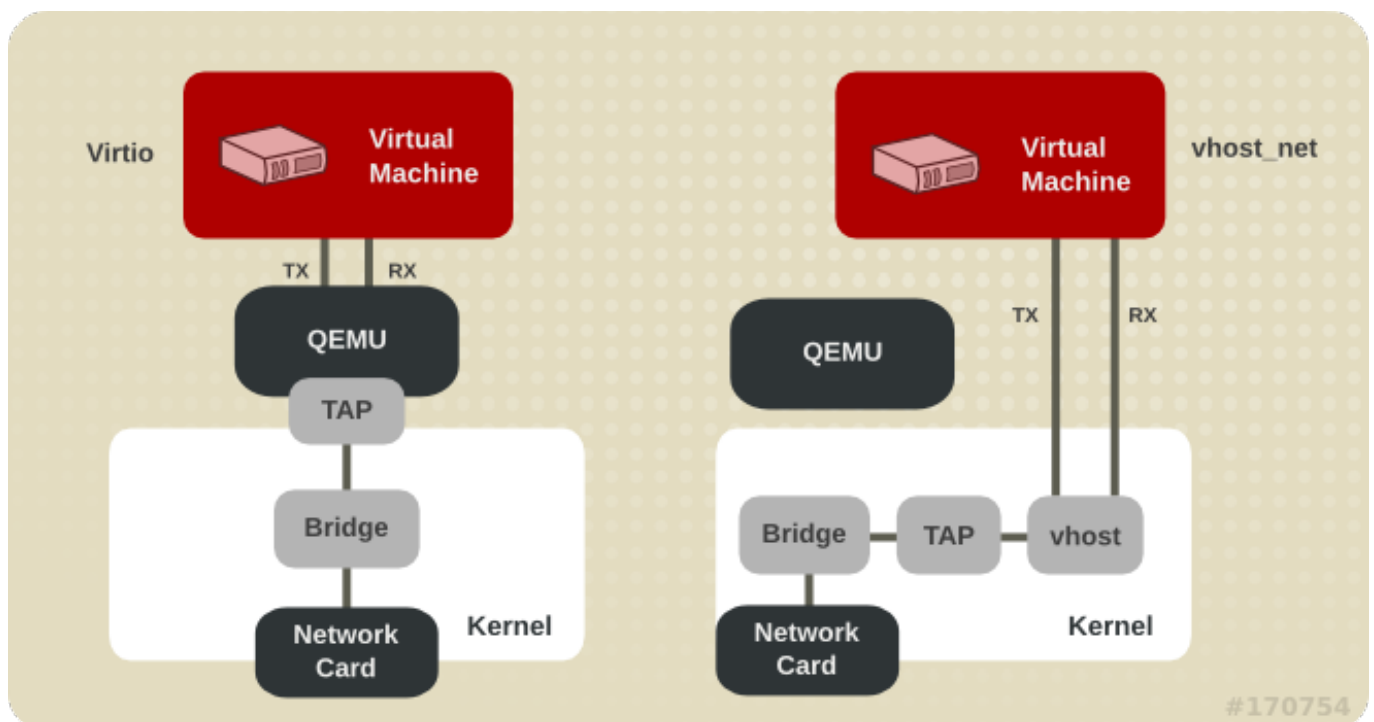 Virtio
Virtual
Machine
TX
RX
QEMU
TAP
Bridge
Network
Card
Kernel
Virtual
Machine
vhost_net
TX
RX
QEMU
Bridge
TAP
vhost
Network
Card
Kernel
#170754